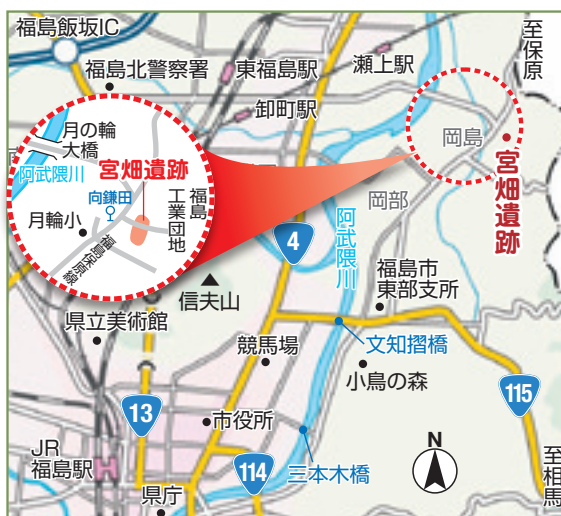 福島飯坂IC
福島北警察署
東福島駅
瀬上駅
至保原
卸町駅
岡島
宮畑遺跡
月の輪
大橋
阿武隈川
宮畑遺跡
向鎌田
月輪小
福島
工業団地
福島保原線
岡部
阿武隈川
4
福島市
東部支所
信夫山
県立美術館
競馬場
文知摺橋
小鳥の森
115
13
市役所
JR
福島駅
114
三本木橋
N
至相馬
県庁